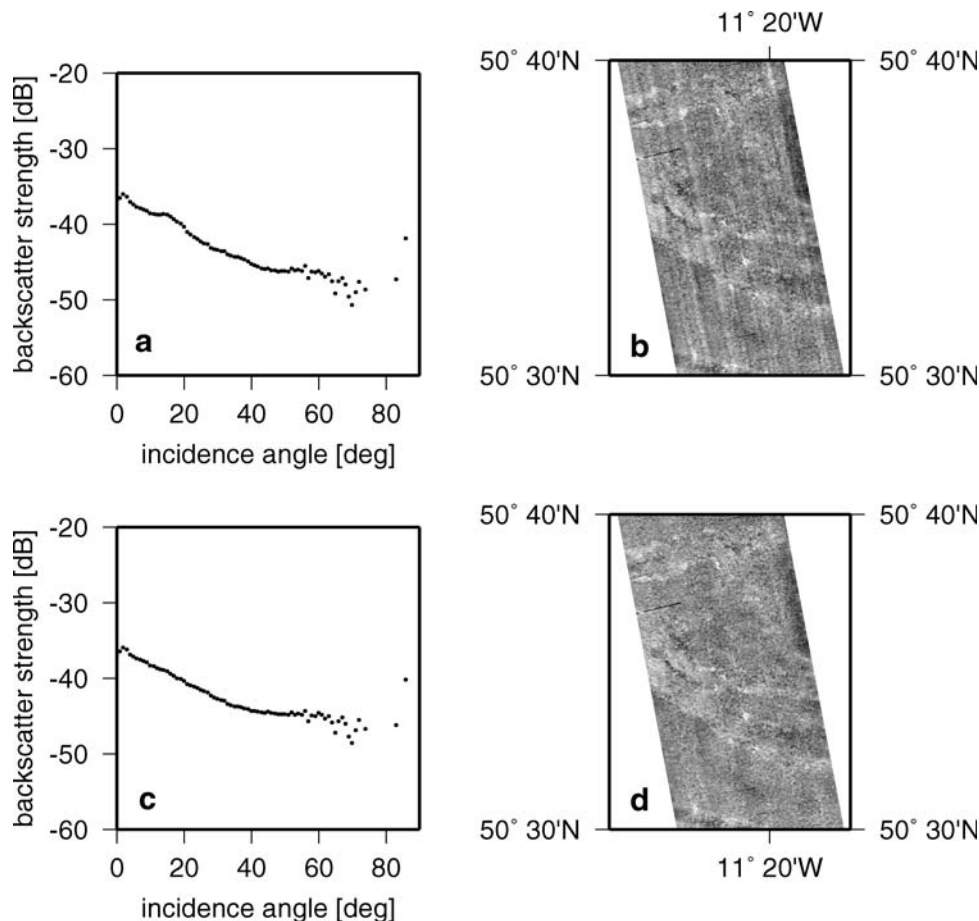 11° 20'W
50° 40'N
50° 40'N
-20
-30
-40
-50
-60
backscatter strength [dB]
a
b
50° 30'N
50° 30'N
0 20 40 60 80
incidence angle [deg]
50° 40'N
50° 40'N
-20
-30
-40
-50
-60
backscatter strength [dB]
c
d
50° 30'N
50° 30'N
0 20 40 60 80
11° 20'W
incidence angle [deg]